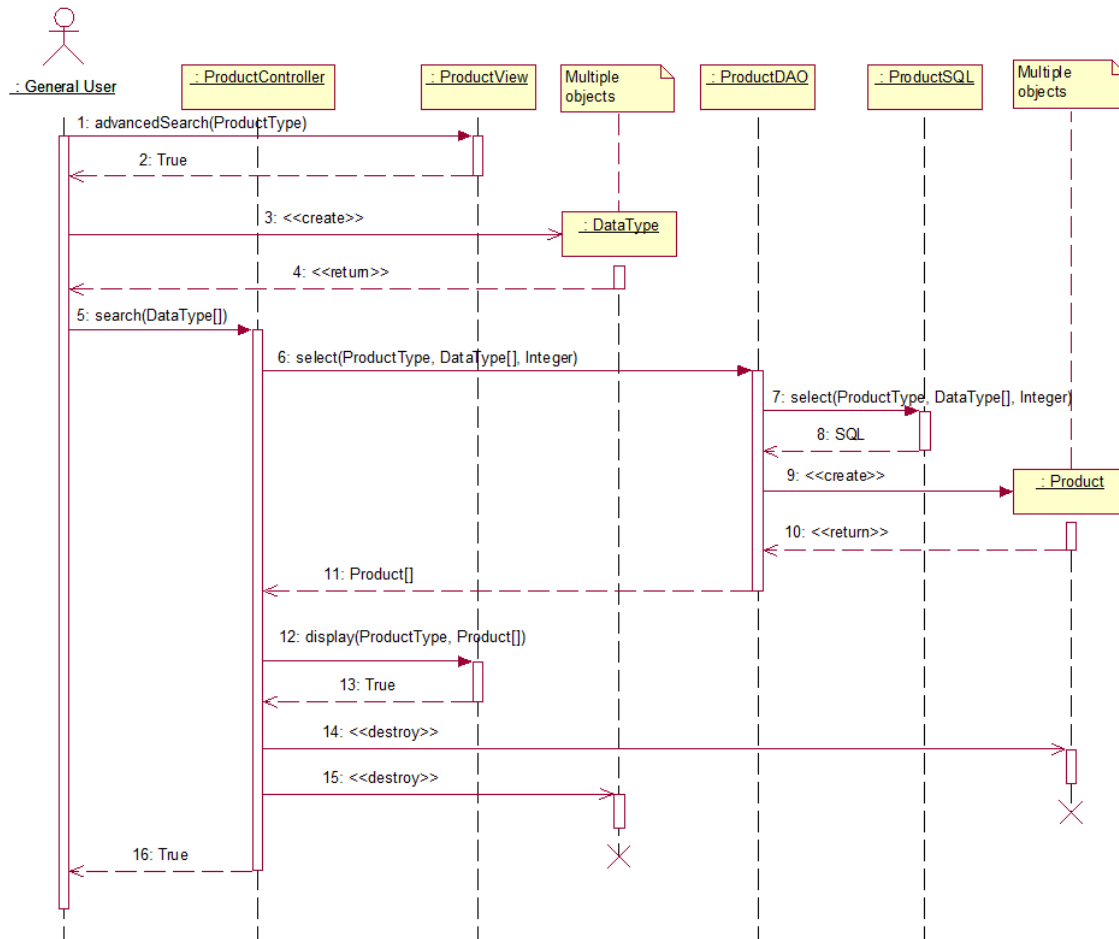 : General User
: ProductController
: ProductView
Multiple
objects
: ProductDAO
: ProductSQL
Multiple
objects
1: advancedSearch(ProductType)
2: True
3: <<create>>
: DataType
4: <<return>>
5: search(DataType[])
6: select(ProductType, DataType[], Integer)
7: select(ProductType, DataType[], Integer)
8: SQL
9: <<create>>
: Product
10: <<return>>
11: Product[]
12: display(ProductType, Product[])
13: True
14: <<destroy>>
15: <<destroy>>
16: True